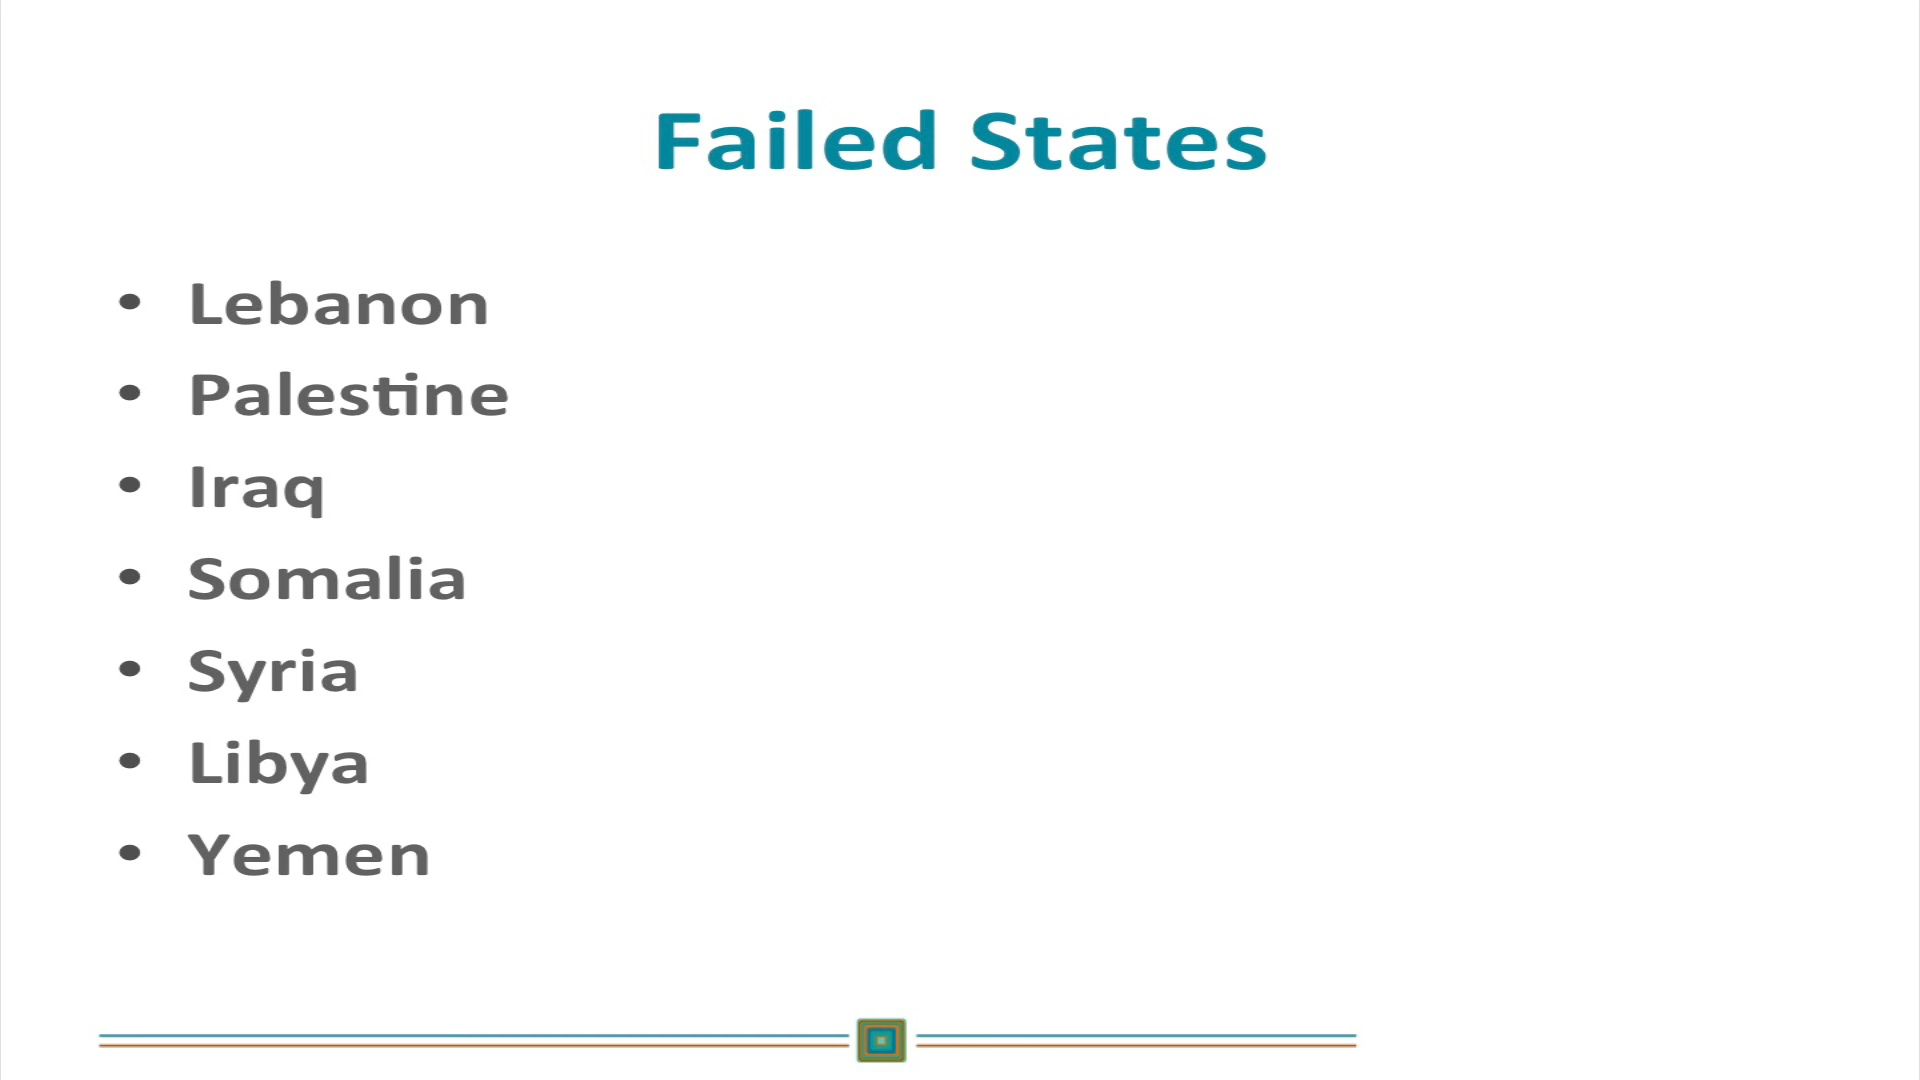 Failed States
• Lebanon
• Palestine
• Iraq
• Somalia
• Syria
• Libya
• Yemen